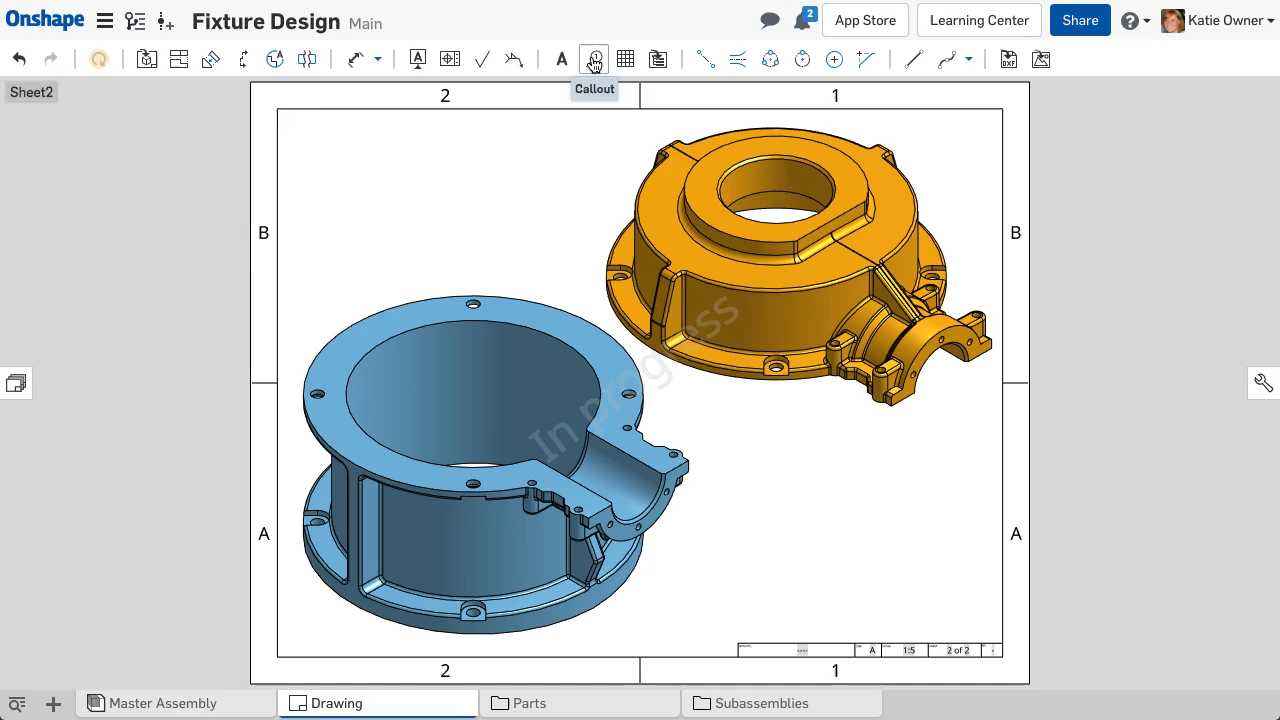 Onshape
Fixture Design Main
2
App Store
Learning Center
Share
Katie Owner
A
A
Callout
DXF
Sheet2
2
1
B
B
In progress
A
A
A
1:5
2 of 2
2
1
Master Assembly
Drawing
Parts
Subassemblies